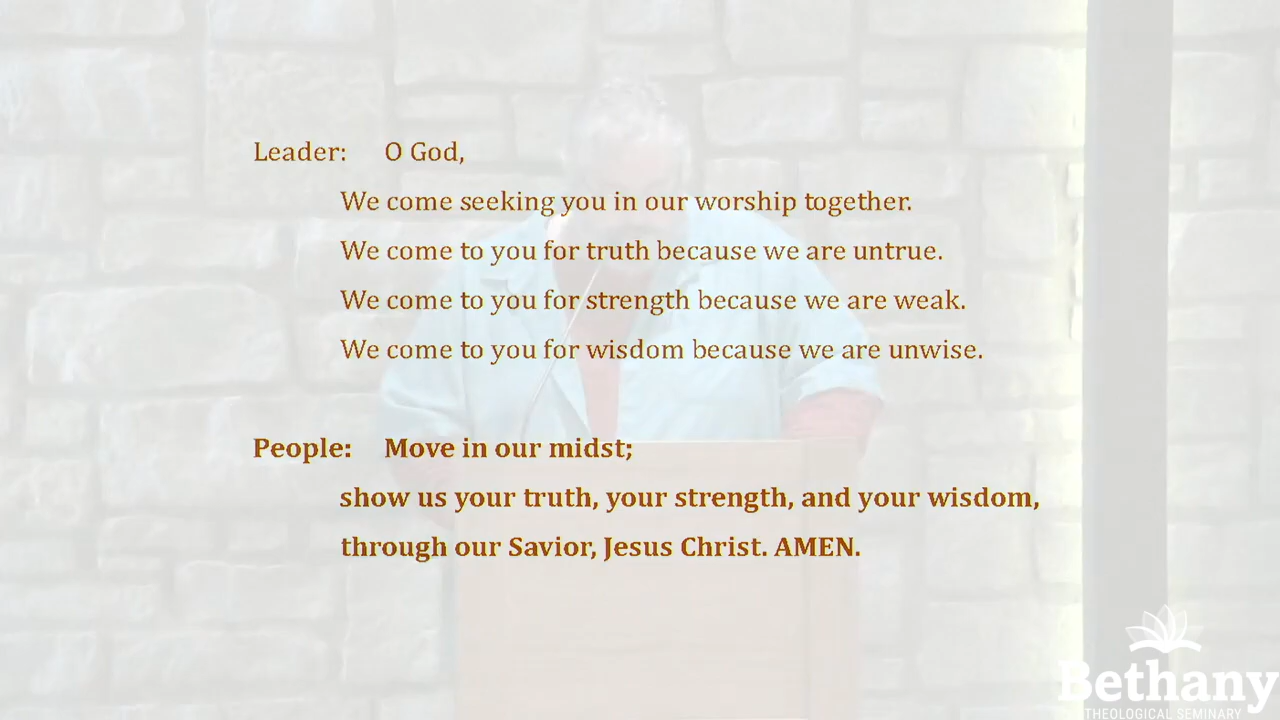 Leader: O God,
We come seeking you in our worship together.
We come to you for truth because we are untrue.
We come to you for strength because we are weak.
We come to you for wisdom because we are unwise.
People: Move in our midst;
show us your truth, your strength, and your wisdom,
through our Savior, Jesus Christ. AMEN.
Bethany
THEOLOGICAL SEMINARY